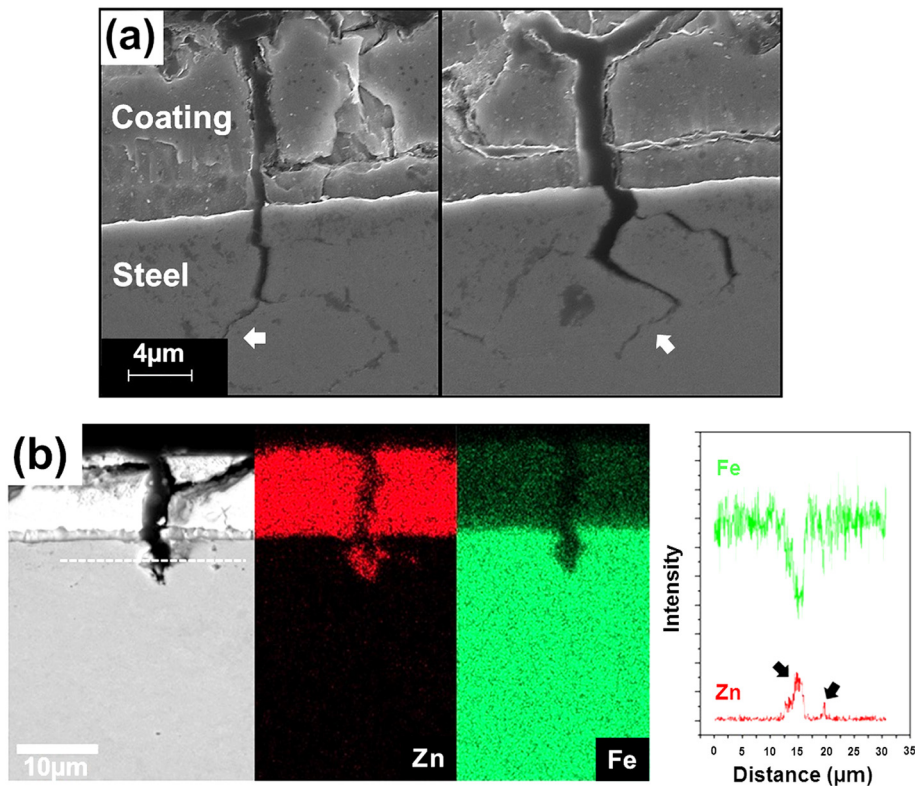 (a)
Coating
Steel
4μm
(b)
10μm
Zn
Fe
Fe
Zn
Intensity
0 5 10 15 20 25 30 35
Distance (μm)